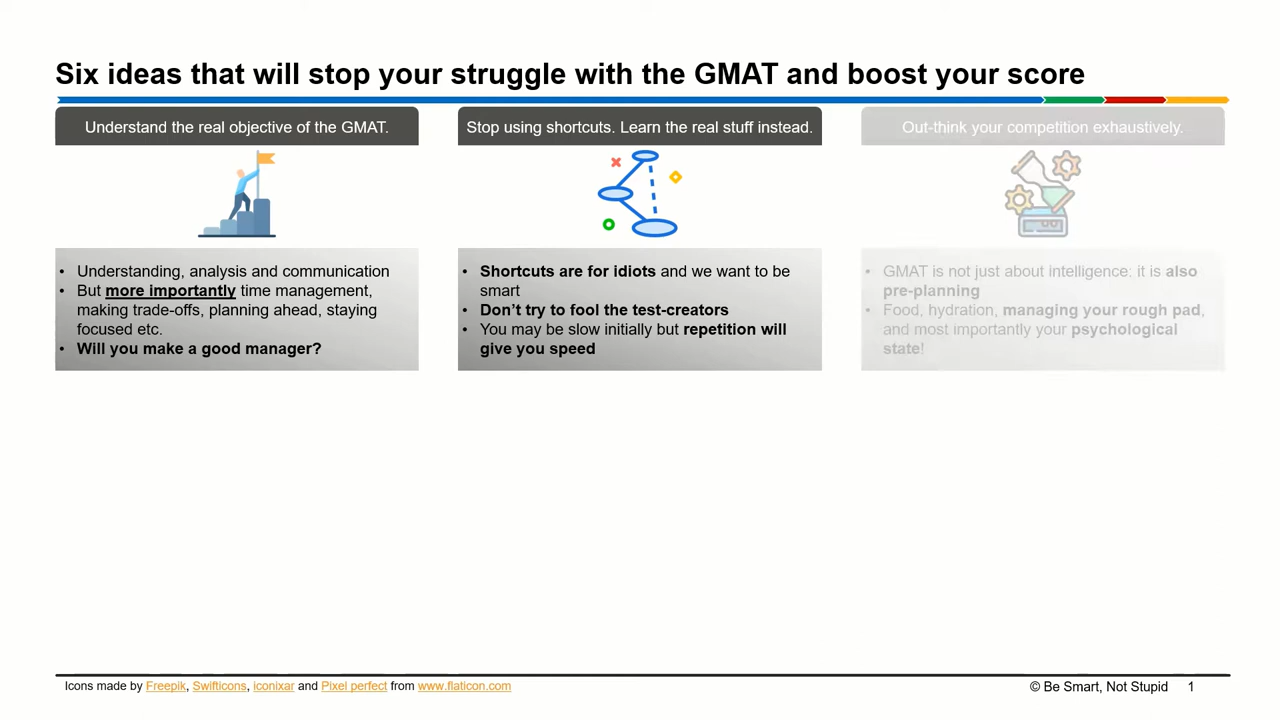 Six ideas that will stop your struggle with the GMAT and boost your score
Understand the real objective of the GMAT.
• Understanding, analysis and communication
• But more importantly time management,
making trade-offs, planning ahead, staying
focused etc.
• Will you make a good manager?
Stop using shortcuts. Learn the real stuff instead.
• Shortcuts are for idiots and we want to be
smart
• Don’t try to fool the test-creators
• You may be slow initially but repetition will
give you speed
Out-think your competition exhaustively.
• GMAT is not just about intelligence: it is also
pre-planning
• Food, hydration, managing your rough pad,
and most importantly your psychological
state!
Icons made by Freepik, Swifticons, iconixar and Pixel perfect from www.flaticon.com
© Be Smart, Not Stupid 1